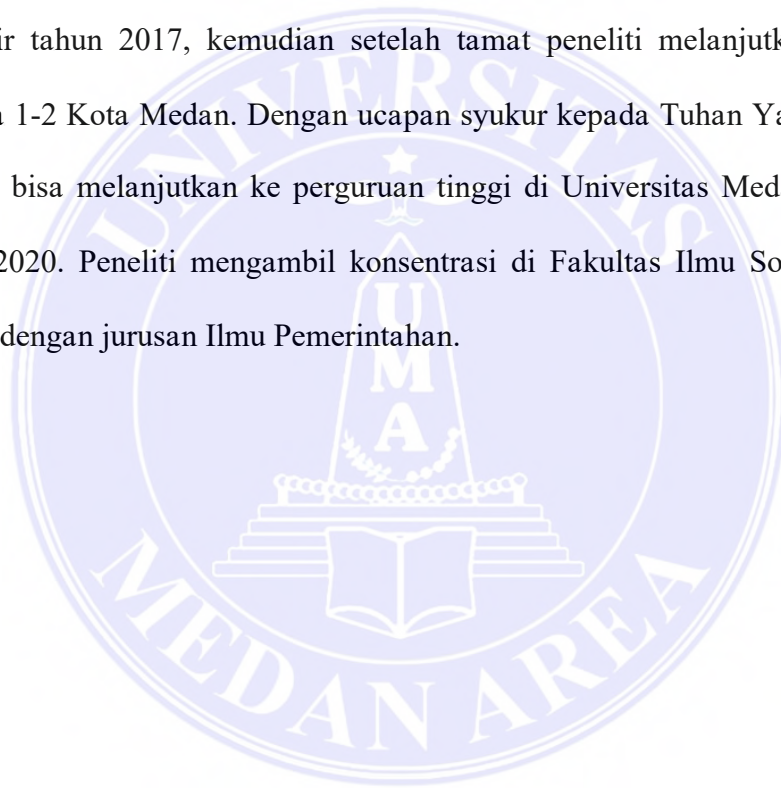 ir tahun 2017, kemudian setelah tamat peneliti melanjutk
1-2 Kota Medan. Dengan ucapan syukur kepada Tuhan Ya
bisa melanjutkan ke perguruan tinggi di Universitas Med
2020. Peneliti mengambil konsentrasi di Fakultas Ilmu So
dengan jurusan Ilmu Pemerintahan.
UNIVERSITAS
UMA
MEDAN AREA